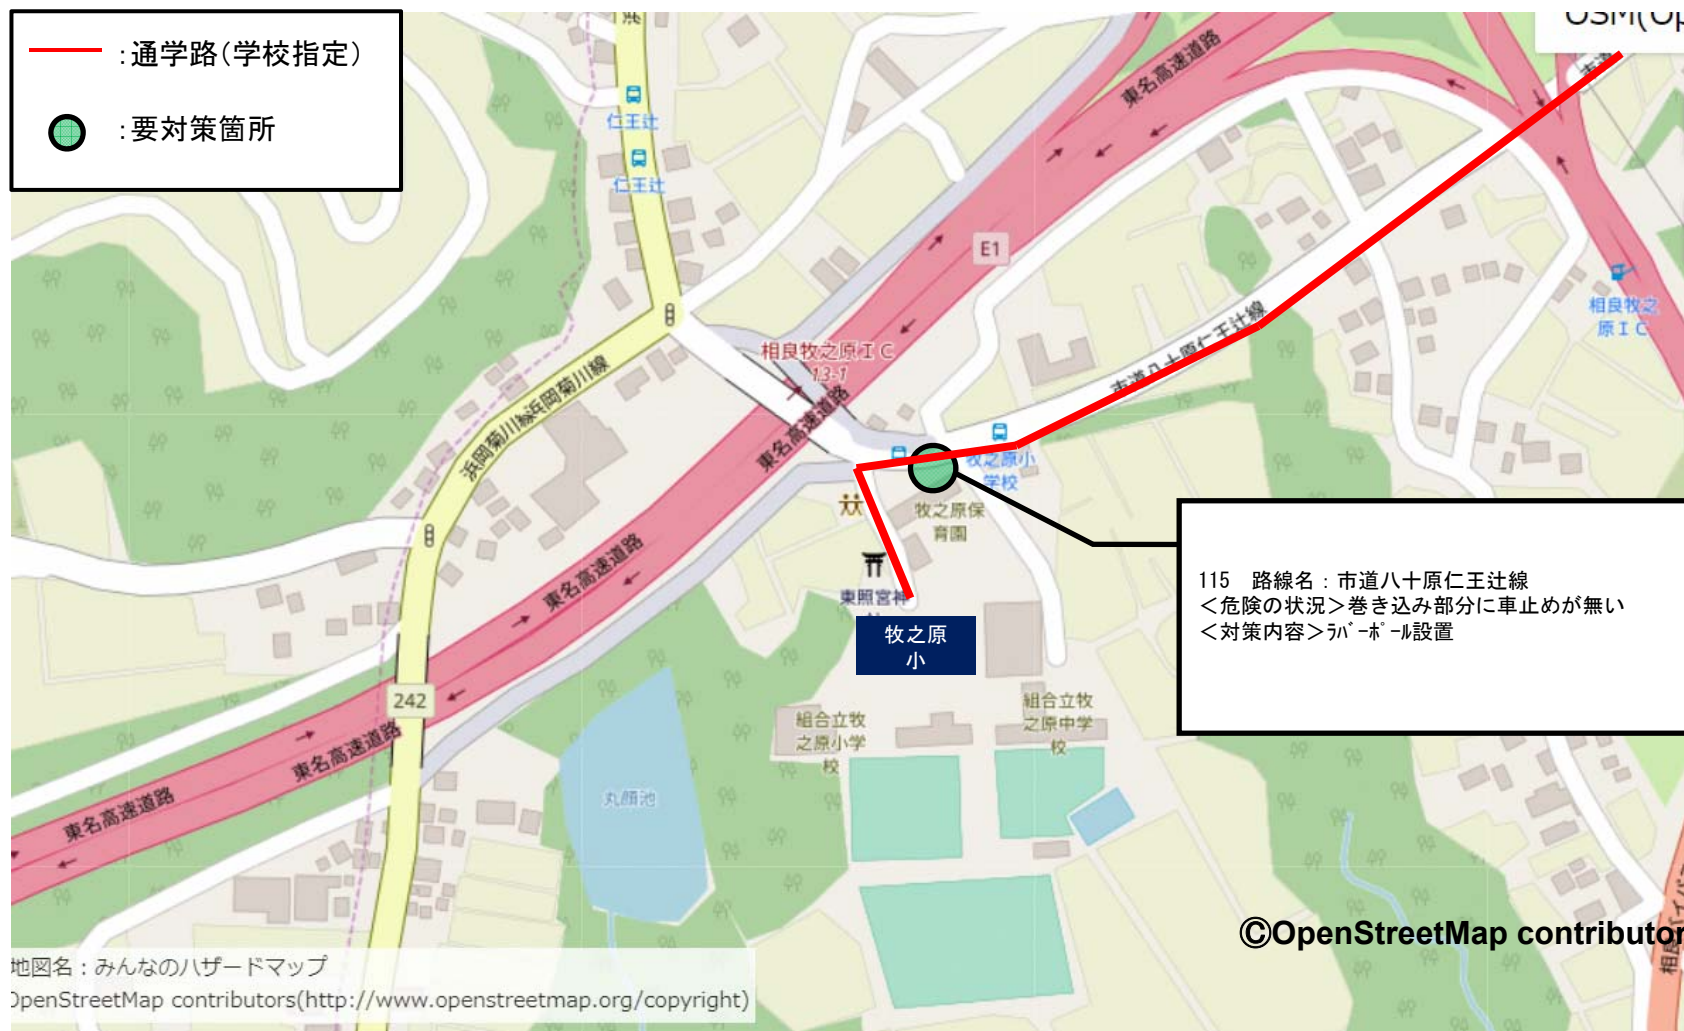 :通学路(学校指定)
:要対策箇所
仁王辻
仁王辻
東名高速道路
E1
相良牧之
原IC
相良牧之原IC
13-1
浜岡菊川線浜岡菊川線
東名高速道路
市道八十原仁王辻線
牧之原小
学校
牧之原保
育園
東照宮神
牧之原
小
115 路線名:市道八十原仁王辻線
<危険の状況>巻き込み部分に車止めが無い
<対策内容>ラバーポール設置
東名高速道路
242
東名高速道路
東名高速道路
組合立牧
之原小学
校
組合立牧
之原中学
校
©OpenStreetMap contributor
地図名:みんなのハザードマップ
OpenStreetMap contributors(http://www.openstreetmap.org/copyright)